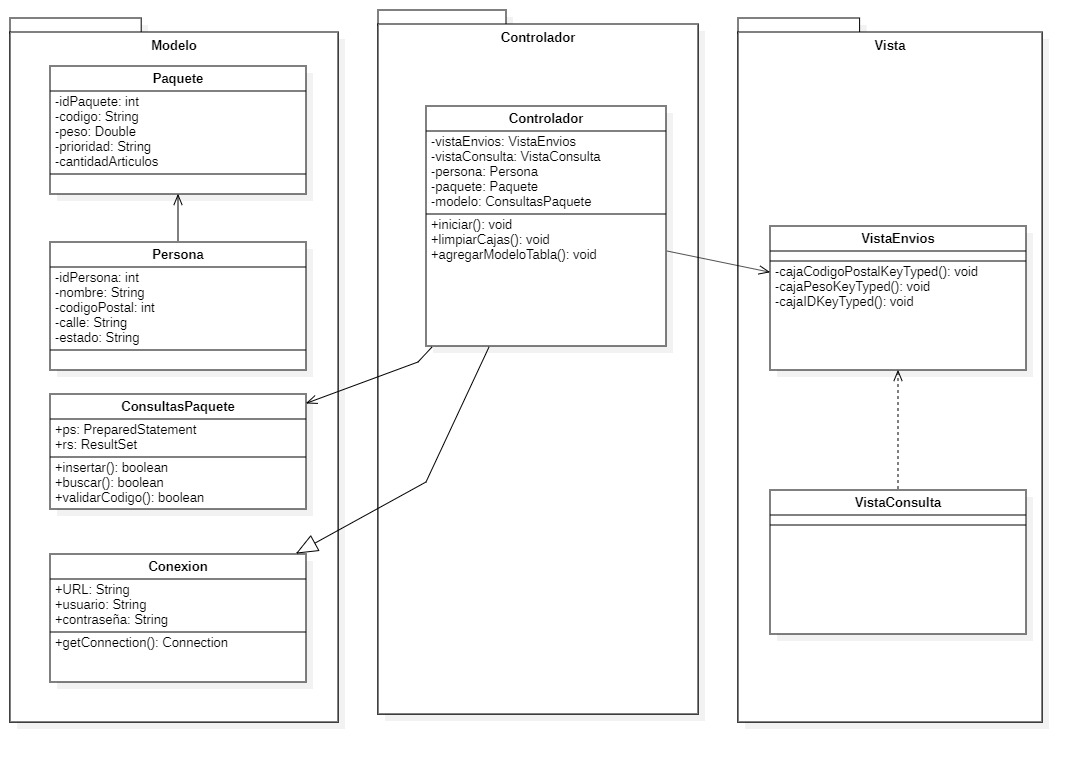 Modelo
Paquete
-idPaquete: int
-codigo: String
-peso: Double
-prioridad: String
-cantidadArticulos
Persona
-idPersona: int
-nombre: String
-codigoPostal: int
-calle: String
-estado: String
ConsultasPaquete
+ps: PreparedStatement
+rs: ResultSet
+insertar(): boolean
+buscar(): boolean
+validarCodigo(): boolean
Conexion
+URL: String
+usuario: String
+contraseña: String
+getConnection(): Connection
Controlador
Controlador
-vistaEnvios: VistaEnvios
-vistaConsulta: VistaConsulta
-persona: Persona
-paquete: Paquete
-modelo: ConsultasPaquete
+iniciar(): void
+limpiarCajas(): void
+agregarModeloTabla(): void
Vista
VistaEnvios
-cajaCodigoPostalKeyTyped(): void
-cajaPesoKeyTyped(): void
-cajaIDKeyTyped(): void
VistaConsulta